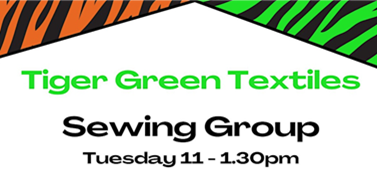 Tiger Green Textiles
Sewing Group
Tuesday 11 - 1.30pm